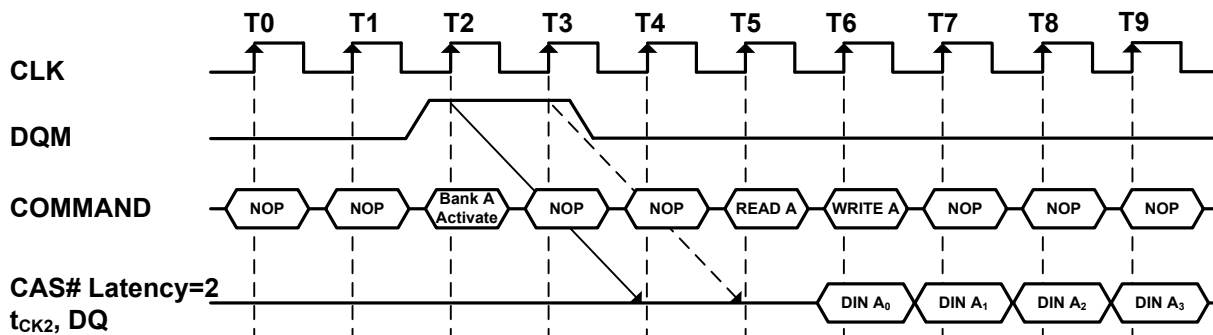 T0 T1 T2 T3 T4 T5 T6 T7 T8 T9
CLK
DQM
COMMAND NOP NOP Bank A Activate NOP NOP READ A WRITE A NOP NOP NOP
CAS# Latency=2
tCK2, DQ DIN A0 DIN A1 DIN A2 DIN A3